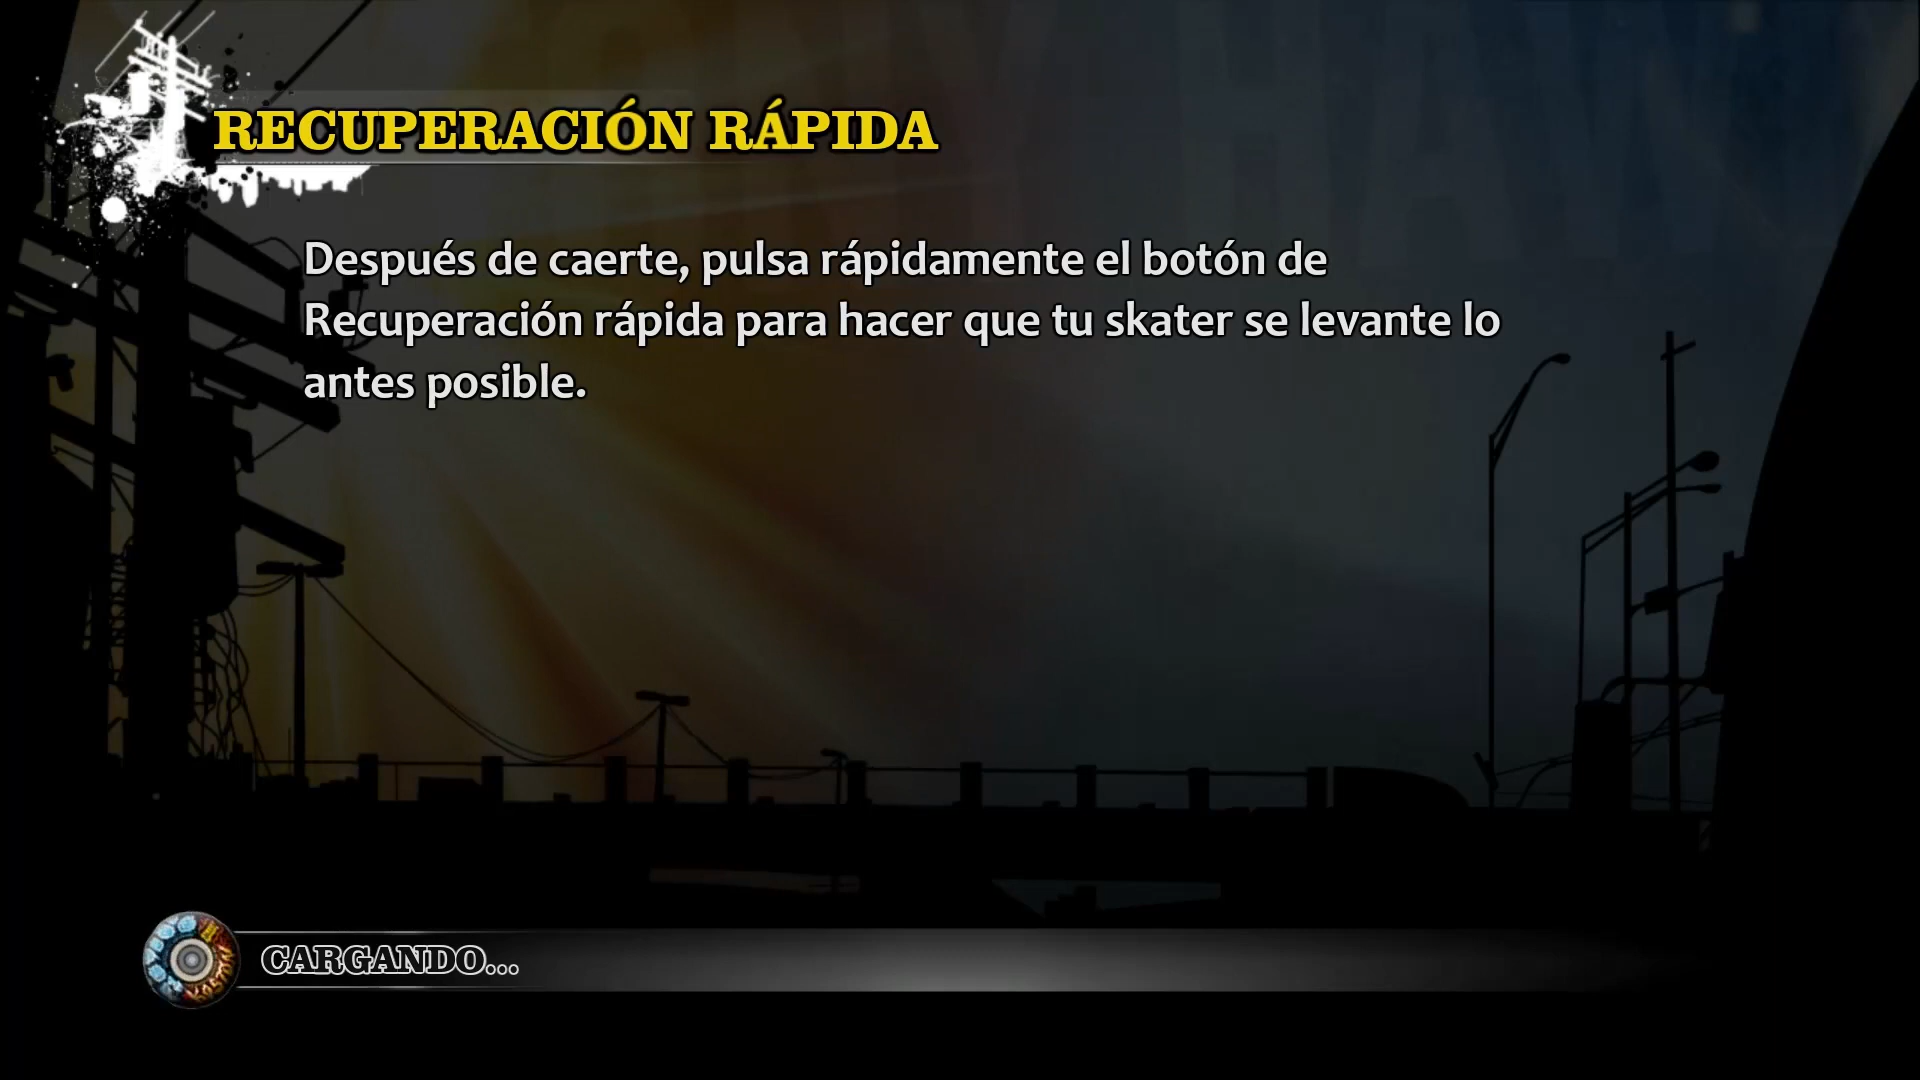 RECUPERACIÓN RÁPIDA
Después de caerte, pulsa rápidamente el botón de
Recuperación rápida para hacer que tu skater se levante lo
antes posible.
CARGANDO...